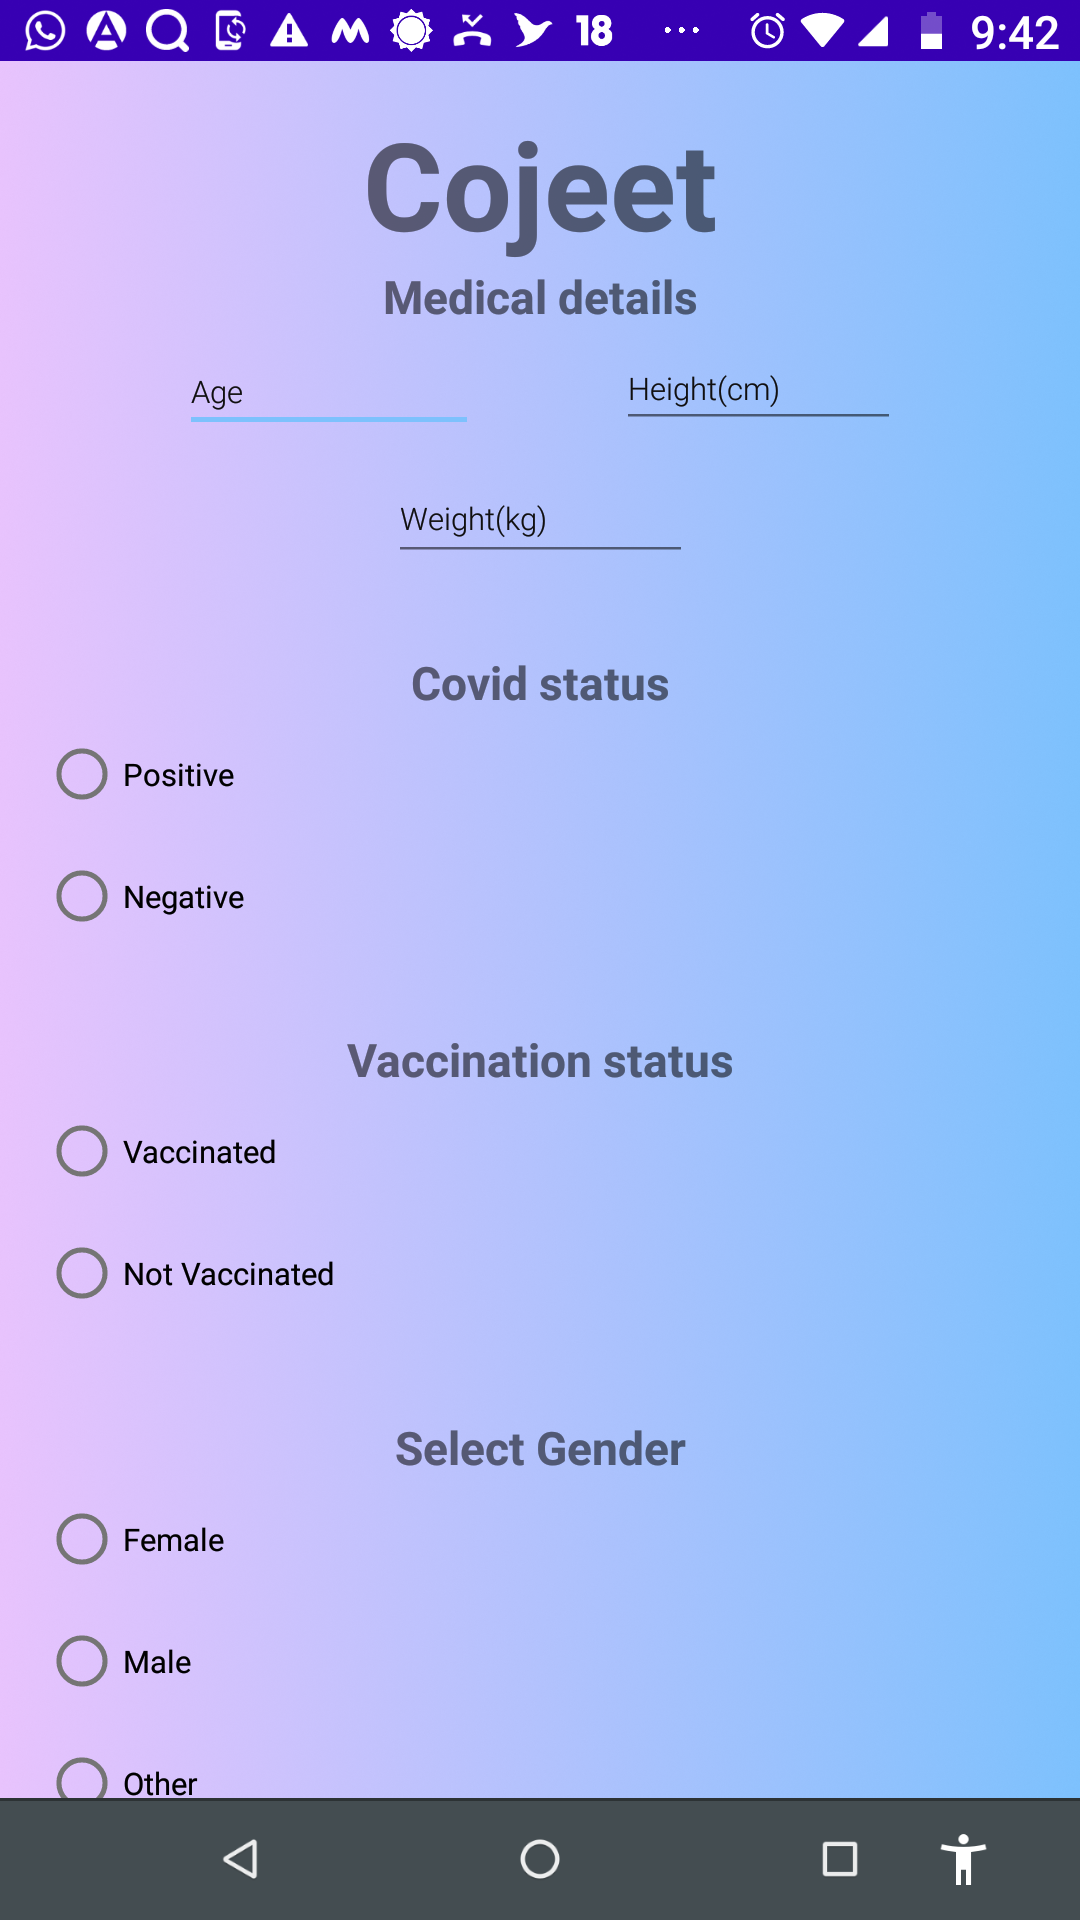 18 ... 9:42
Cojeet
Medical details
Age Height(cm)
Weight(kg)
Covid status
Positive
Negative
Vaccination status
Vaccinated
Not Vaccinated
Select Gender
Female
Male
Other